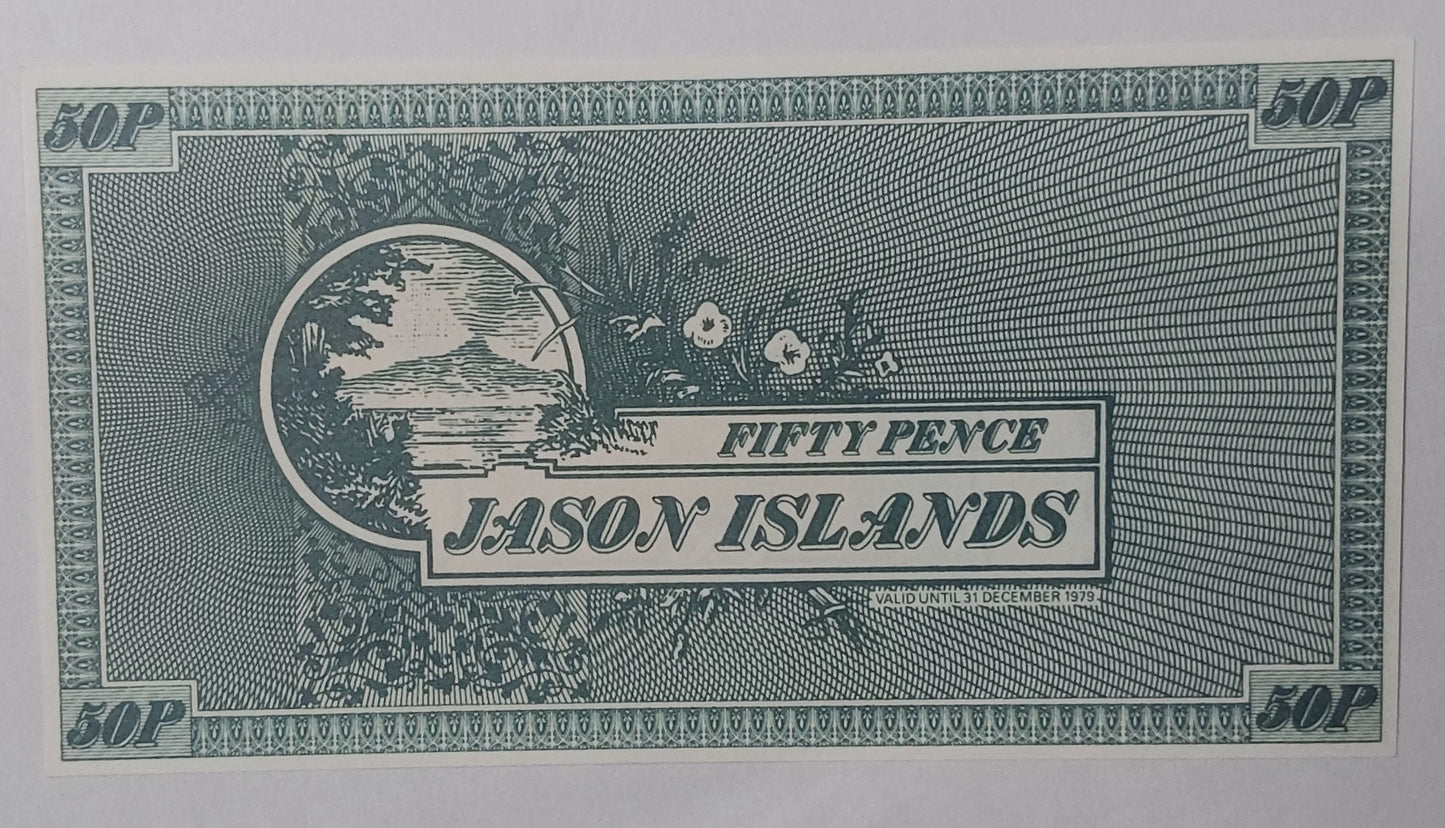 50P
50P
FIFTY PENCE
JASON ISLANDS
VALID UNTIL 31 DECEMBER 1979
50P
50P